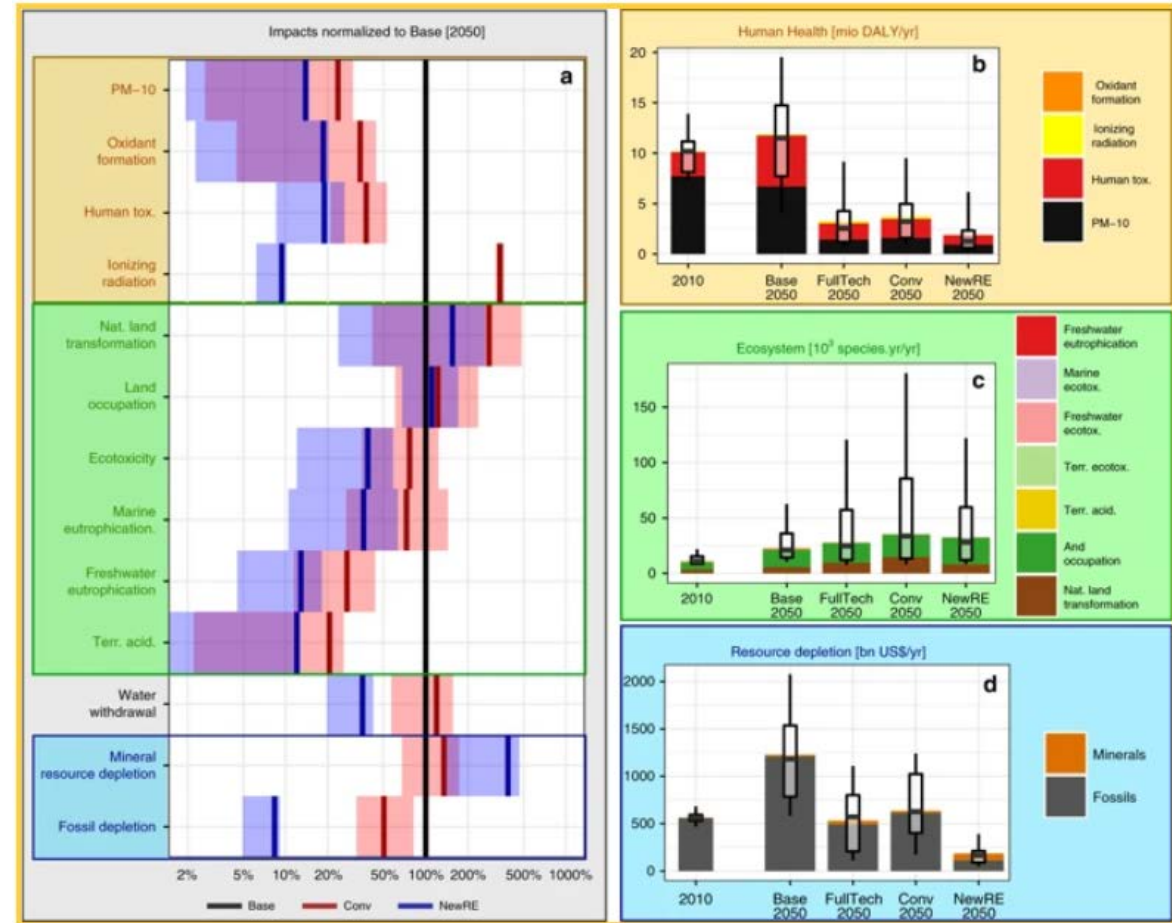 Impacts normalized to Base [2050]
a
PM-10
Oxidant
formation
Human tox.
Ionizing
radiation
Nat. land
transformation
Land
occupation
Ecotoxicity
Marine
eutrophication.
Freshwater
eutrophication
Terr. acid.
Water
withdrawal
Mineral
resource depletion
Fossil depletion
2% 5% 10% 20% 50% 100% 200% 500% 1000%
Base Conv NewRE
Human Health [mio DALY/yr]
b
20
15
10
5
0
2010 Base 2050 FullTech 2050 Conv 2050 NewRE 2050
Oxidant
formation
Ionizing
radiation
Human tox.
PM-10
Ecosystem [10³ species.yr/yr]
c
150
100
50
0
2010 Base 2050 FullTech 2050 Conv 2050 NewRE 2050
Freshwater
eutrophication
Marine
ecotox.
Freshwater
ecotox.
Terr. ecotox.
Terr. acid.
And
occupation
Nat. land
transformation
Resource depletion [bn US$/yr]
d
2000
1500
1000
500
0
2010 Base 2050 FullTech 2050 Conv 2050 NewRE 2050
Minerals
Fossils